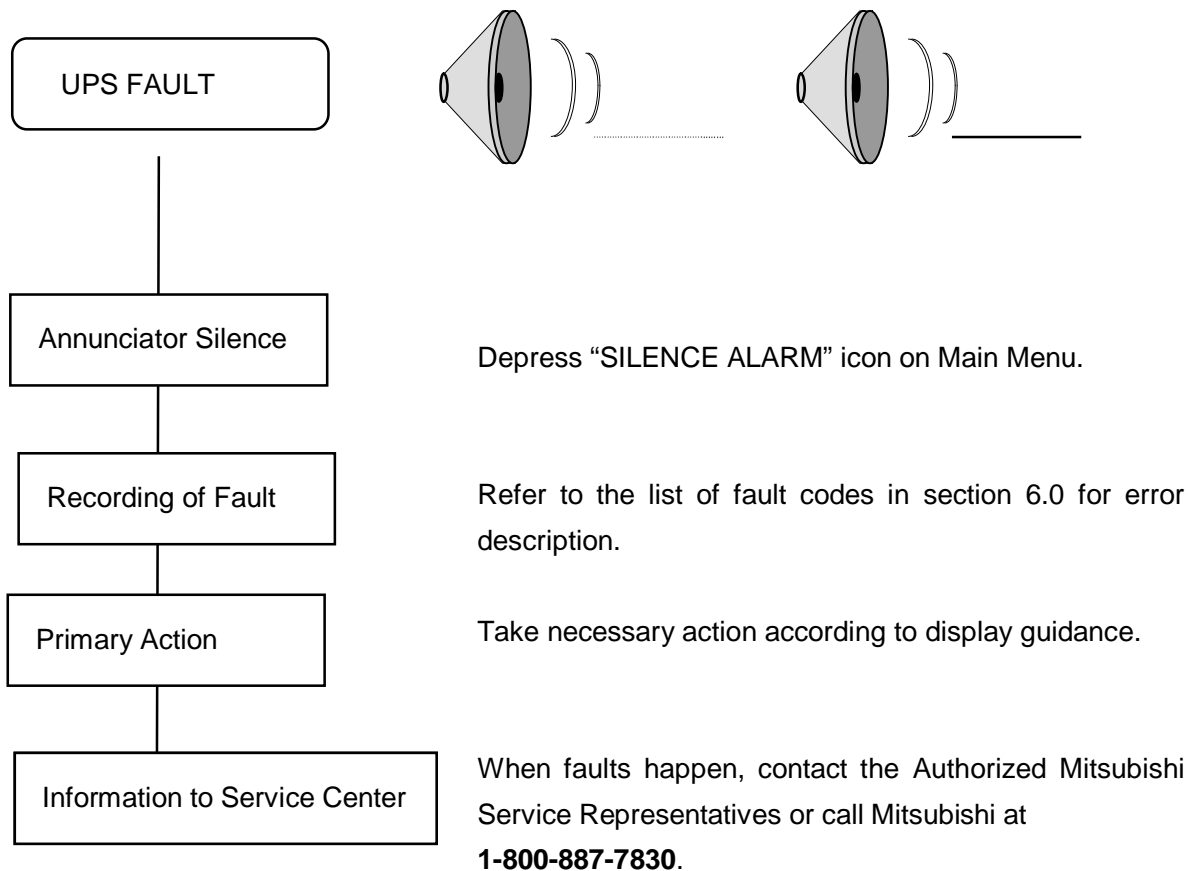 UPS FAULT
Annunciator Silence
Depress “SILENCE ALARM” icon on Main Menu.
Recording of Fault
Refer to the list of fault codes in section 6.0 for error
description.
Primary Action
Take necessary action according to display guidance.
Information to Service Center
When faults happen, contact the Authorized Mitsubishi
Service Representatives or call Mitsubishi at
1-800-887-7830.